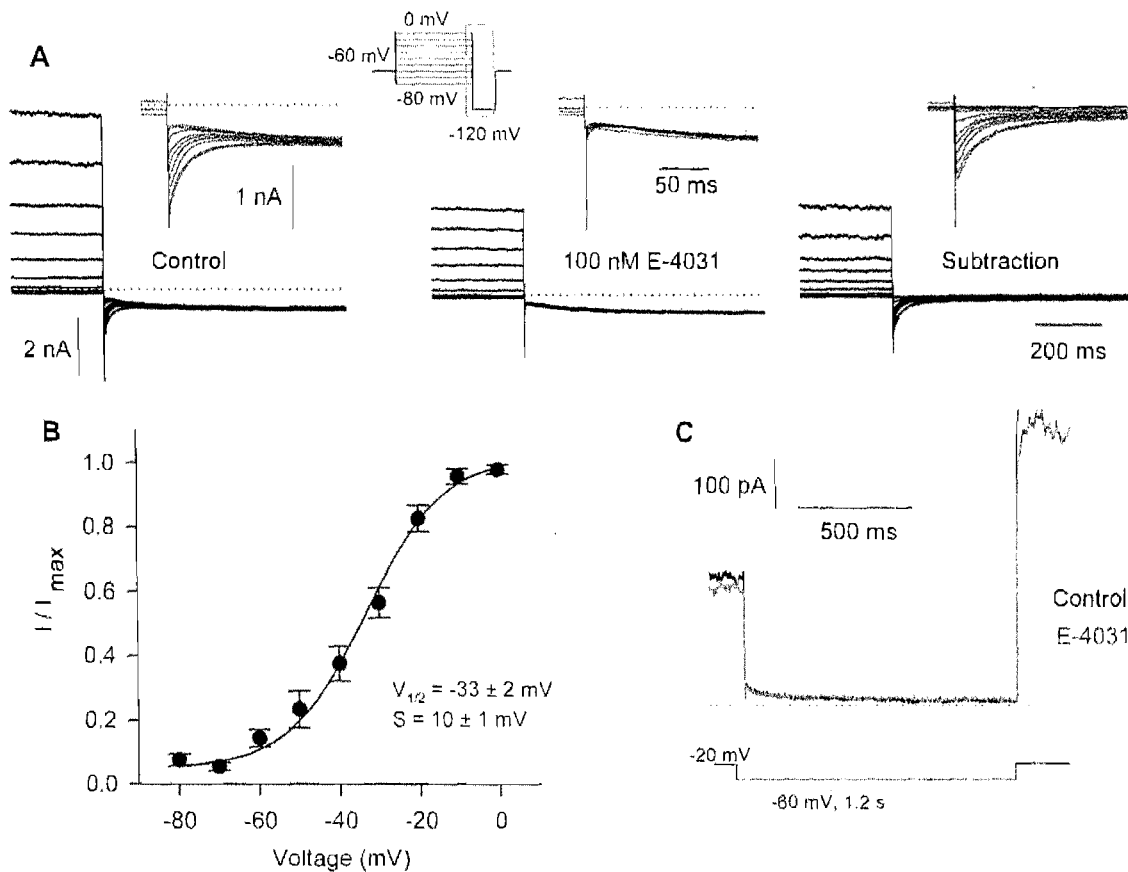 A
0 mV
-60 mV
-80 mV
-120 mV
1 nA
50 ms
Control
100 nM E-4031
Subtraction
2 nA
200 ms
B
1.0
0.8
0.6
0.4
0.2
0.0
I / Imax
V1/2 = -33 ± 2 mV
S = 10 ± 1 mV
-80
-60
-40
-20
0
Voltage (mV)
C
100 pA
500 ms
Control
E-4031
-20 mV
-60 mV, 1.2 s